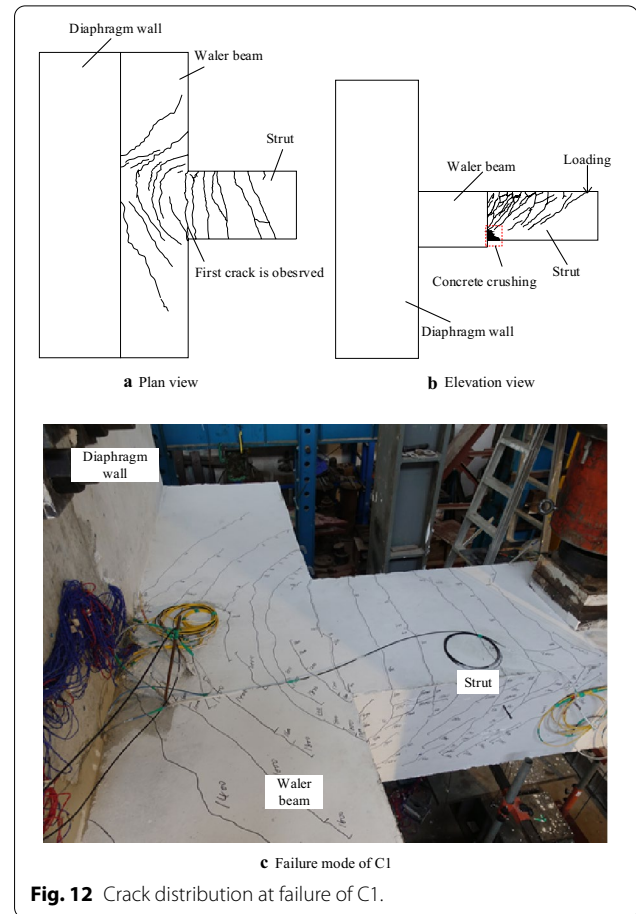 Diaphragm wall
Waler beam
Strut
First crack is obesrved
a Plan view
Waler beam
Loading
Concrete crushing
Strut
Diaphragm wall
b Elevation view
Diaphragm
wall
Strut
Waler
beam
c Failure mode of C1
Fig. 12 Crack distribution at failure of C1.